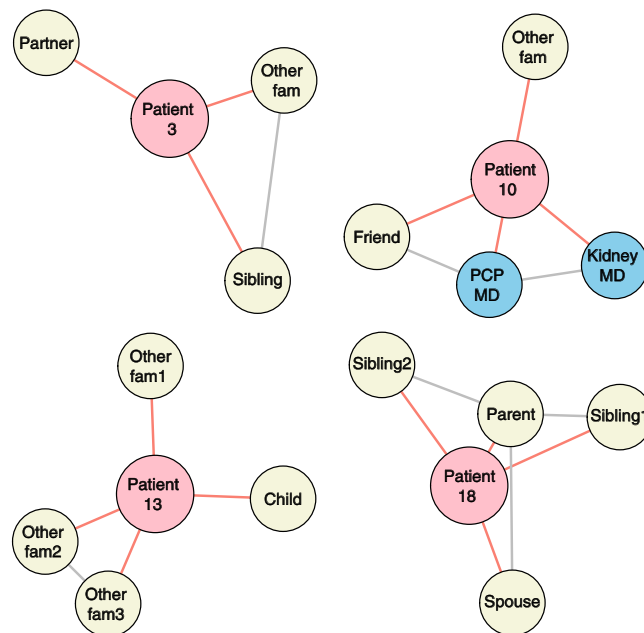 Partner
Other
fam
Patient
3
Sibling
Other
fam
Patient
10
Friend
PCP
MD
Kidney
MD
Other
fam1
Patient
13
Child
Other
fam2
Other
fam3
Sibling2
Parent
Sibling1
Patient
18
Spouse